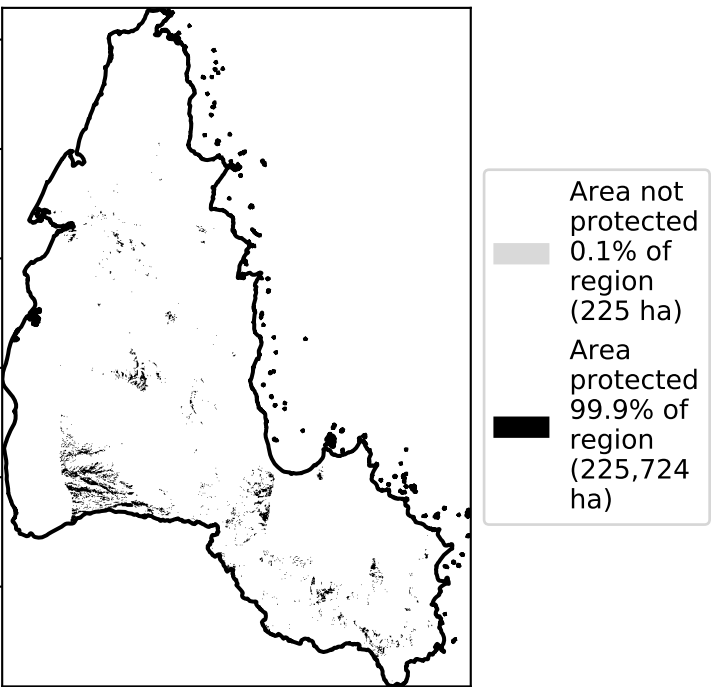 Area not
protected
0.1% of
region
(225 ha)
Area
protected
99.9% of
region
(225,724
ha)